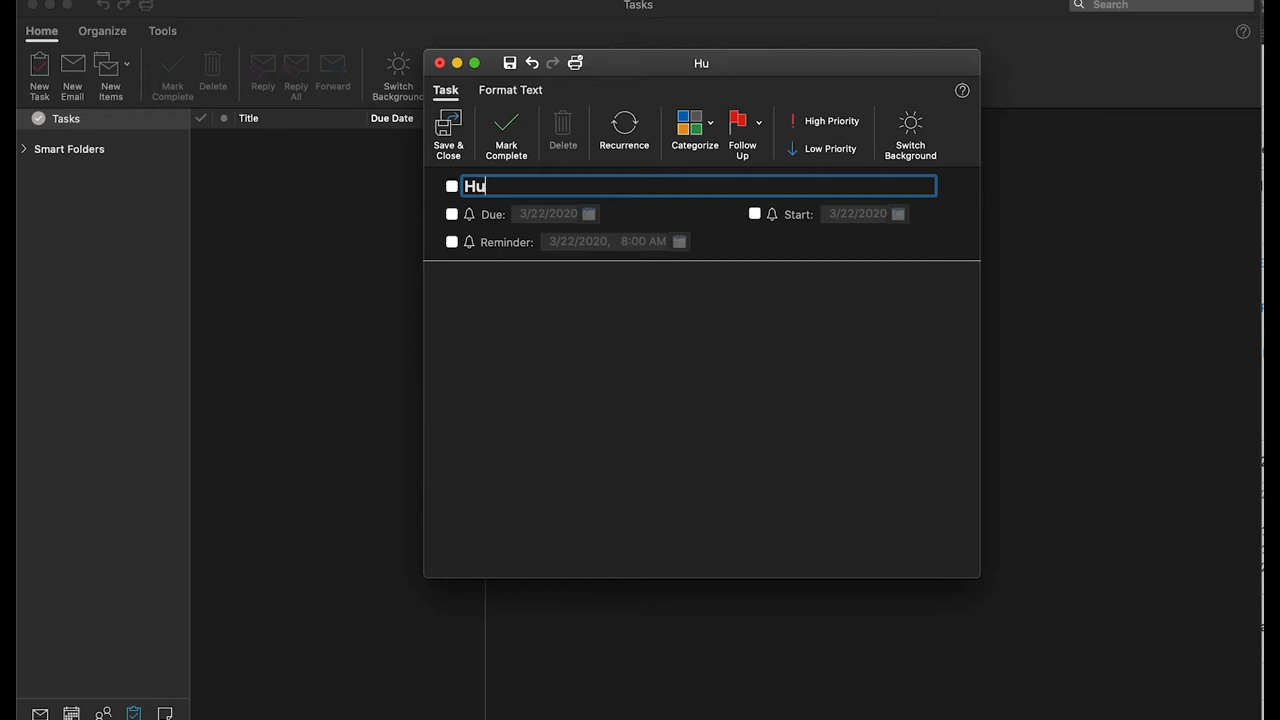 Tasks
Search
Home Organize Tools
New Task
New Email
New Items
Mark Complete
Delete
Reply
Reply All
Forward
Switch Background
Tasks
Smart Folders
Title
Due Date
Hu
Task Format Text
Save & Close
Mark Complete
Delete
Recurrence
Categorize
Follow Up
High Priority
Low Priority
Switch Background
Hu
Due: 3/22/2020
Start: 3/22/2020
Reminder: 3/22/2020, 8:00 AM